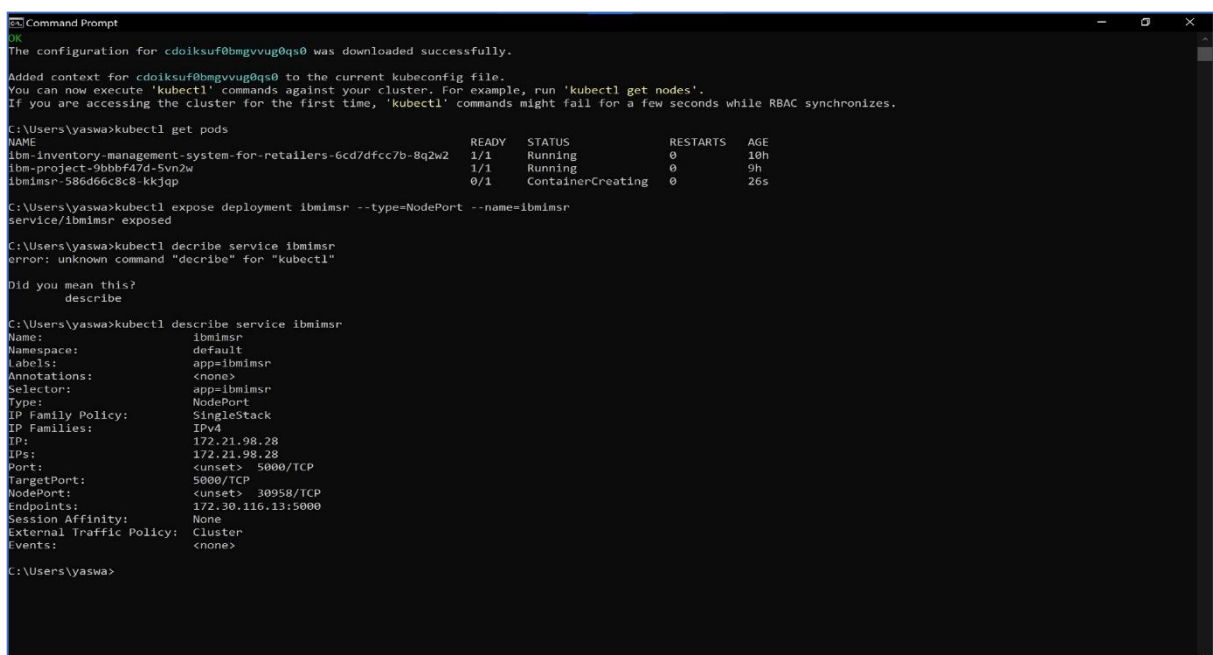 Command Prompt
OK
The configuration for cdoiksuf0bmgvvug0qs0 was downloaded successfully.
Added context for cdoiksuf0bmgvvug0qs0 to the current kubeconfig file.
You can now execute 'kubectl' commands against your cluster. For example, run 'kubectl get nodes'.
If you are accessing the cluster for the first time, 'kubectl' commands might fail for a few seconds while RBAC synchronizes.
C:\Users\yaswa>kubectl get pods
NAME READY STATUS RESTARTS AGE
ibm-inventory-management-system-for-retailers-6cd7dfcc7b-8q2w2 1/1 Running 0 10h
ibm-project-9bbbf47d-5vn2w 1/1 Running 0 9h
ibmimsr-586d66c8c8-kkjqp 0/1 ContainerCreating 0 26s
C:\Users\yaswa>kubectl expose deployment ibmimsr --type=NodePort --name=ibmimsr
service/ibmimsr exposed
C:\Users\yaswa>kubectl decribe service ibmimsr
error: unknown command "decribe" for "kubectl"
Did you mean this?
describe
C:\Users\yaswa>kubectl describe service ibmimsr
Name: ibmimsr
Namespace: default
Labels: app=ibmimsr
Annotations: <none>
Selector: app=ibmimsr
Type: NodePort
IP Family Policy: SingleStack
IP Families: IPv4
IP: 172.21.98.28
IPs: 172.21.98.28
Port: <unset> 5000/TCP
TargetPort: 5000/TCP
NodePort: <unset> 30958/TCP
Endpoints: 172.30.116.13:5000
Session Affinity: None
External Traffic Policy: Cluster
Events: <none>
C:\Users\yaswa>